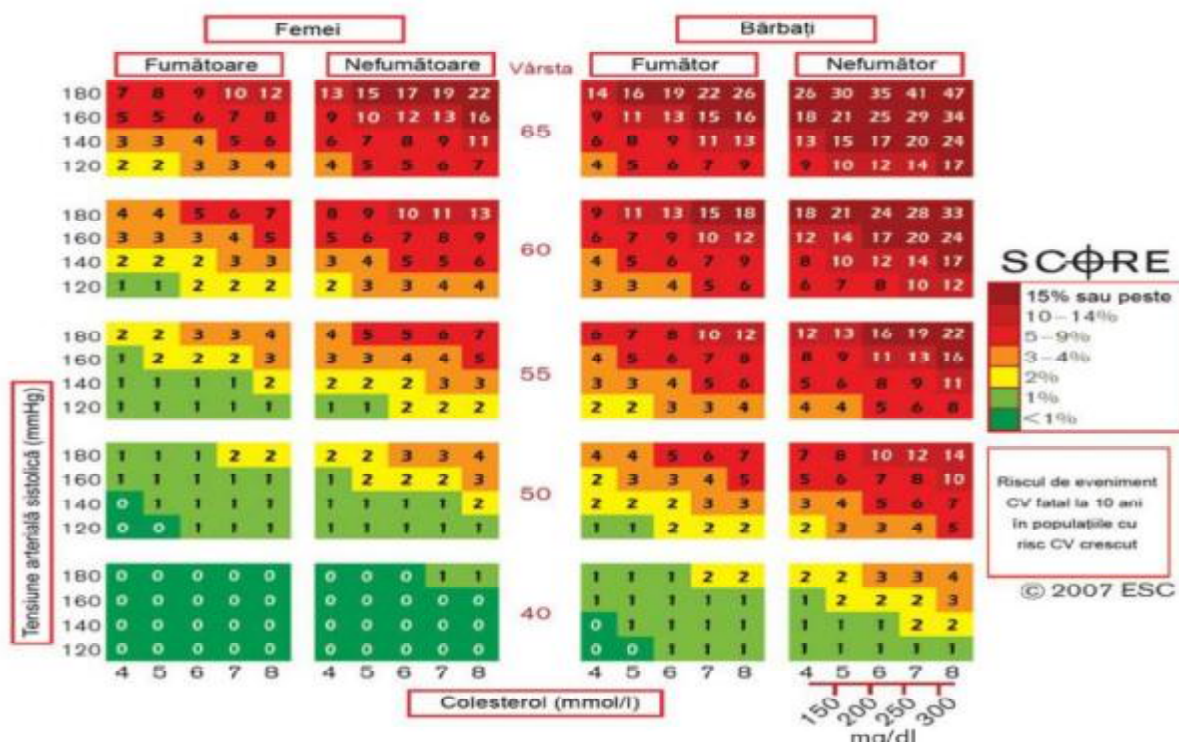 Femei
Bărbați
Fumătoare
Nefumătoare
Vârsta
Fumător
Nefumător
180 7 8 9 10 12 13 15 17 19 22 14 16 19 22 26 26 30 35 41 47
160 5 5 6 7 8 9 10 12 13 16 9 11 13 15 16 18 21 25 29 34
65
140 3 3 4 5 6 6 7 8 9 11 6 8 9 11 13 13 15 17 20 24
120 2 2 3 3 4 4 5 5 6 7 4 5 6 7 9 9 10 12 14 17
180 4 4 5 6 7 8 9 10 11 13 9 11 13 15 18 18 21 24 28 33
160 3 3 3 4 5 5 6 7 8 9 6 7 9 10 12 12 14 17 20 24
60
140 2 2 2 3 3 3 4 5 5 6 4 5 6 7 9 8 10 12 14 17
120 1 1 2 2 2 2 3 3 4 4 3 3 4 5 6 6 7 8 10 12
180 2 2 3 3 4 4 5 5 6 7 6 7 8 10 12 12 13 16 19 22
160 1 2 2 2 3 3 3 4 4 5 4 5 6 7 8 8 9 11 13 16
55
140 1 1 1 1 2 2 2 2 3 3 3 3 4 5 6 5 6 8 9 11
120 1 1 1 1 1 1 1 2 2 2 2 2 3 3 4 4 4 5 6 8
180 1 1 1 2 2 2 2 3 3 4 4 4 5 6 7 7 8 10 12 14
160 1 1 1 1 1 1 2 2 2 3 2 3 3 4 5 5 6 7 8 10
50
140 0 1 1 1 1 1 1 1 1 2 2 2 2 3 3 3 4 5 6 7
120 0 0 1 1 1 1 1 1 1 1 1 1 2 2 2 2 3 3 4 5
180 0 0 0 0 0 0 0 0 1 1 1 1 1 2 2 2 2 3 3 4
160 0 0 0 0 0 0 0 0 0 0 1 1 1 1 1 1 2 2 2 3
40
140 0 0 0 0 0 0 0 0 0 0 0 1 1 1 1 1 1 1 2 2
120 0 0 0 0 0 0 0 0 0 0 0 0 1 1 1 1 1 1 1 1
4 5 6 7 8 4 5 6 7 8 4 5 6 7 8 4 5 6 7 8
Tensiune arterială sistolică (mmHg)
Colesterol (mmol/l)
150 200 250 300
mg/dl
SCORE
15% sau peste
10–14%
5–9%
3–4%
2%
1%
<1%
Riscul de eveniment
CV fatal la 10 ani
în populațiile cu
risc CV crescut
© 2007 ESC